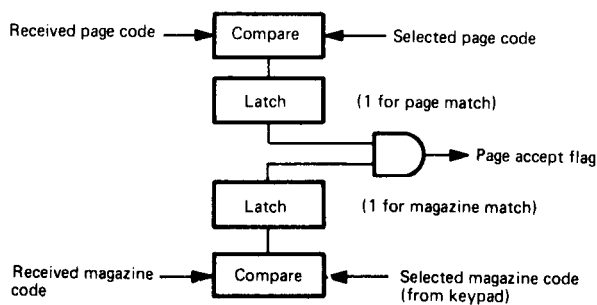 Received page code
Compare
Selected page code
Latch
(1 for page match)
Page accept flag
Latch
(1 for magazine match)
Received magazine
code
Compare
Selected magazine code
(from keypad)